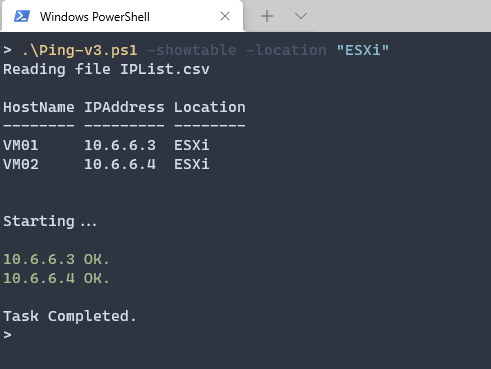 Windows PowerShell
> .\Ping-v3.ps1 -showtable -location "ESXi"
Reading file IPList.csv
HostName IPAddress Location
-------- --------- --------
VM01     10.6.6.3  ESXi
VM02     10.6.6.4  ESXi
Starting...
10.6.6.3 OK.
10.6.6.4 OK.
Task Completed.
>